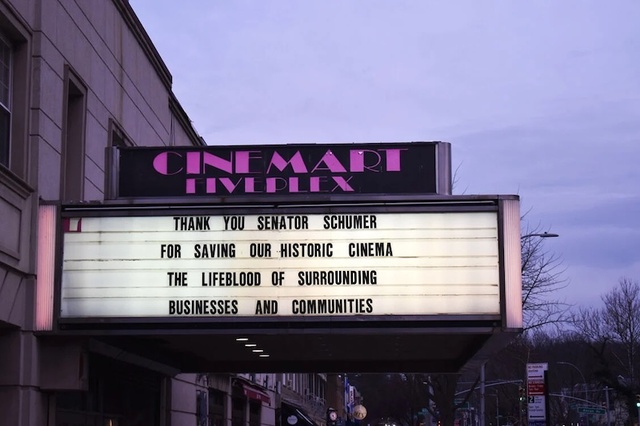 CINEMART
FIVEPLEX
THANK YOU SENATOR SCHUMER
FOR SAVING OUR HISTORIC CINEMA
THE LIFEBLOOD OF SURROUNDING
BUSINESSES AND COMMUNITIES